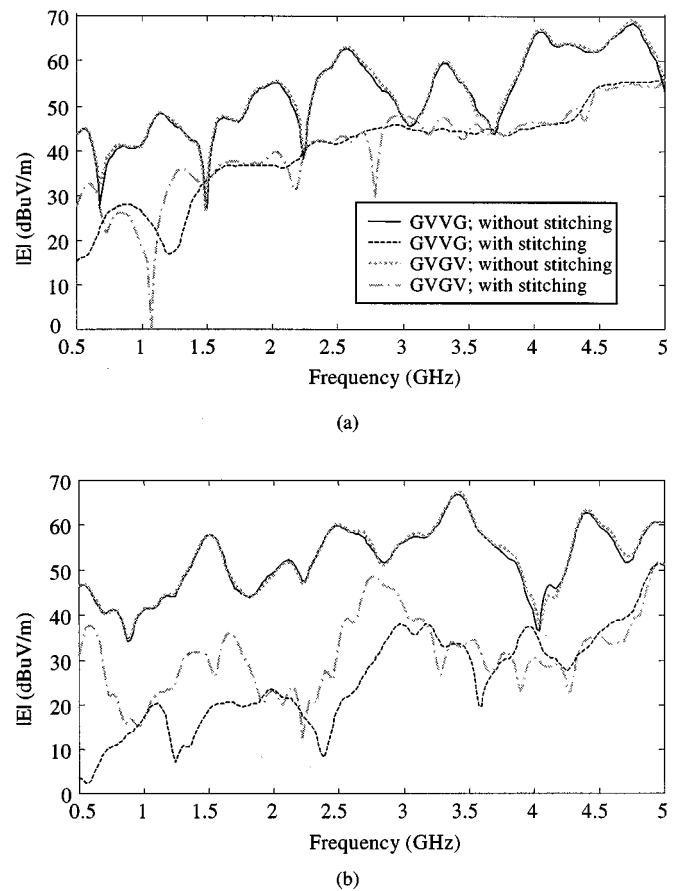 70
60
50
40
30
20
10
0
|E| (dBuV/m)
GVVG; without stitching
GVVG; with stitching
GVGV; without stitching
GVGV; with stitching
0.5 1 1.5 2 2.5 3 3.5 4 4.5 5
Frequency (GHz)
(a)
70
60
50
40
30
20
10
0
|E| (dBuV/m)
0.5 1 1.5 2 2.5 3 3.5 4 4.5 5
Frequency (GHz)
(b)